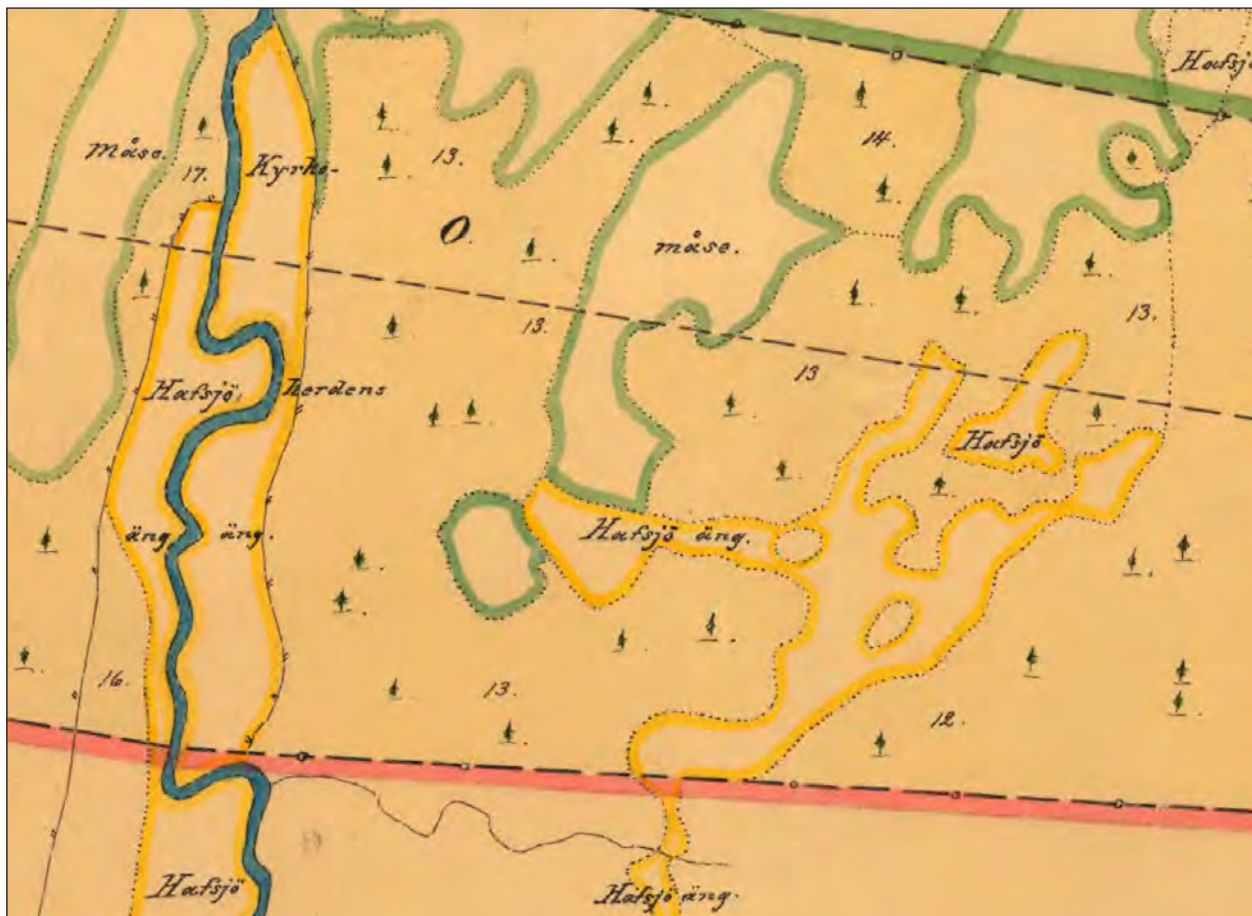 Hafsjö
måse.
17.
Kyrko-
13.
14.
O.
måse.
13.
13.
13
Hafsjö
herdens
Hafsjö
äng
äng.
Hafsjö äng.
16.
13.
12.
Hafsjö
Hafsjö äng.